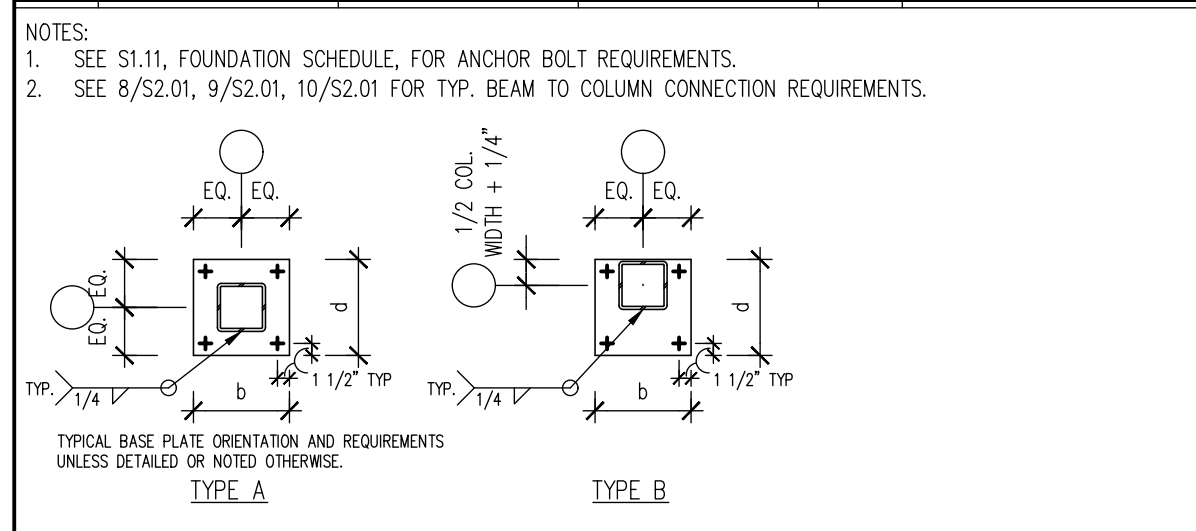 NOTES:
1. SEE S1.11, FOUNDATION SCHEDULE, FOR ANCHOR BOLT REQUIREMENTS.
2. SEE 8/S2.01, 9/S2.01, 10/S2.01 FOR TYP. BEAM TO COLUMN CONNECTION REQUIREMENTS.
EQ. EQ.
EQ.
EQ.
d
1 1/2" TYP
b
TYP. 1/4
TYPICAL BASE PLATE ORIENTATION AND REQUIREMENTS
UNLESS DETAILED OR NOTED OTHERWISE.
TYPE A
1/2 COL.
WIDTH + 1/4"
EQ. EQ.
d
1 1/2" TYP
b
TYP. 1/4
TYPE B